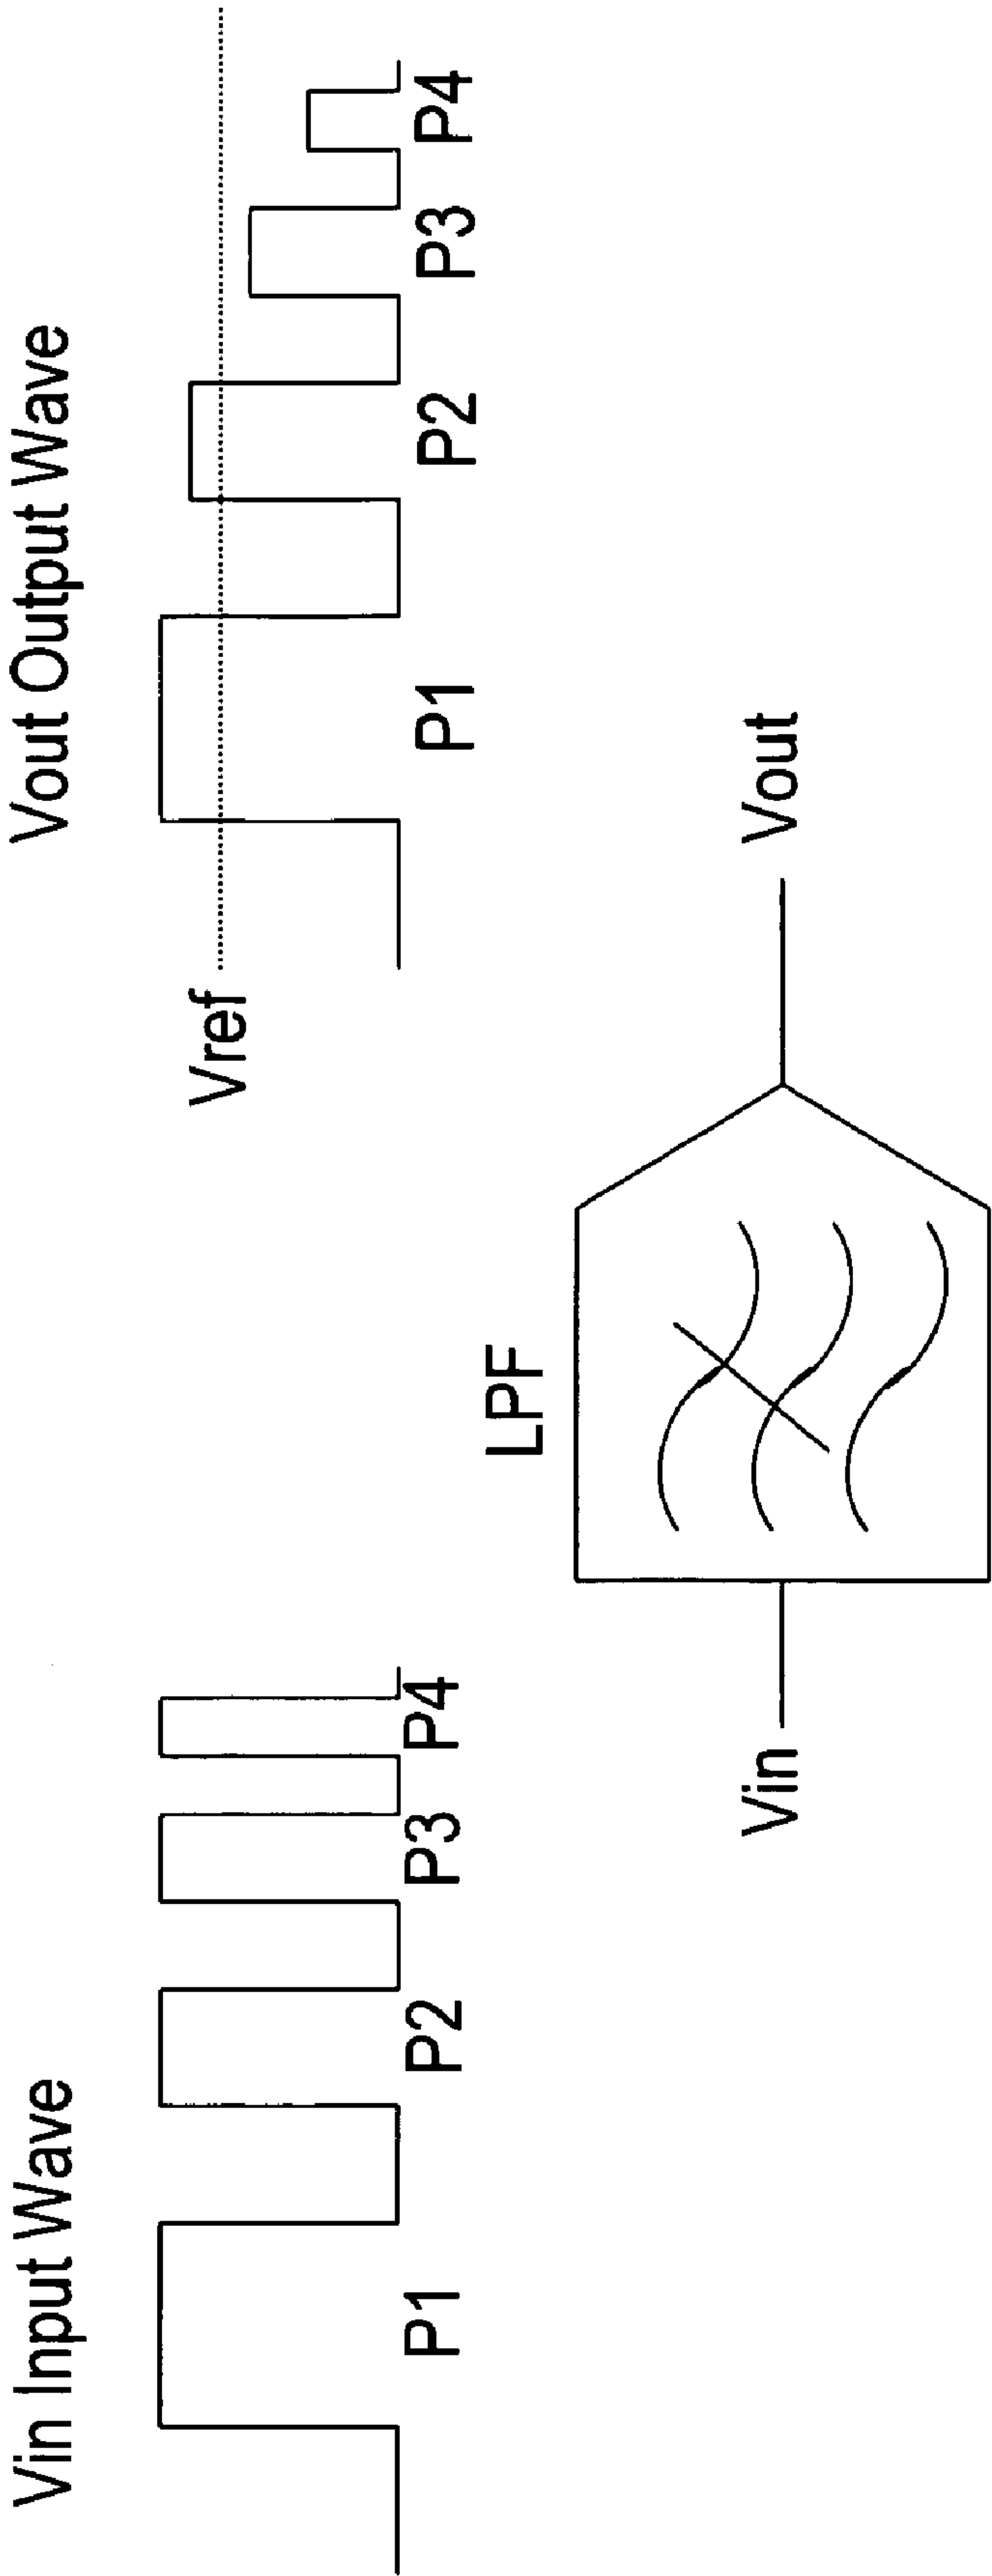 Vin Input Wave
P1 P2 P3 P4
Vout Output Wave
Vref
P1 P2 P3 P4
LPF
Vin
Vout